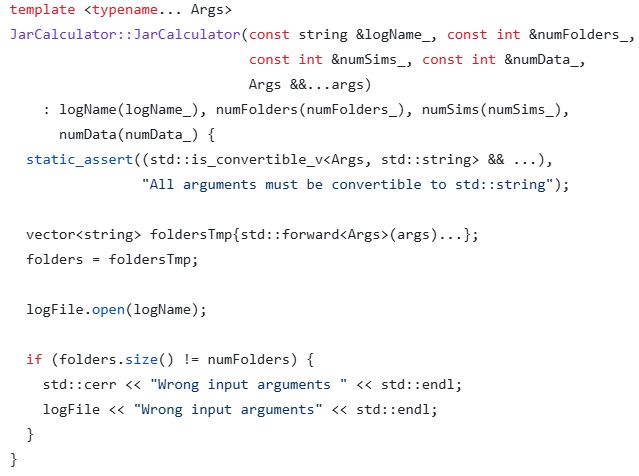 template <typename... Args>
JarCalculator::JarCalculator(const string &logName_, const int &numFolders_,
                             const int &numSims_, const int &numData_,
                             Args &&...args)
    : logName(logName_), numFolders(numFolders_), numSims(numSims_),
      numData(numData_) {
  static_assert((std::is_convertible_v<Args, std::string> && ...),
                "All arguments must be convertible to std::string");

  vector<string> foldersTmp{std::forward<Args>(args)...};
  folders = foldersTmp;

  logFile.open(logName);

  if (folders.size() != numFolders) {
    std::cerr << "Wrong input arguments " << std::endl;
    logFile << "Wrong input arguments" << std::endl;
  }
}